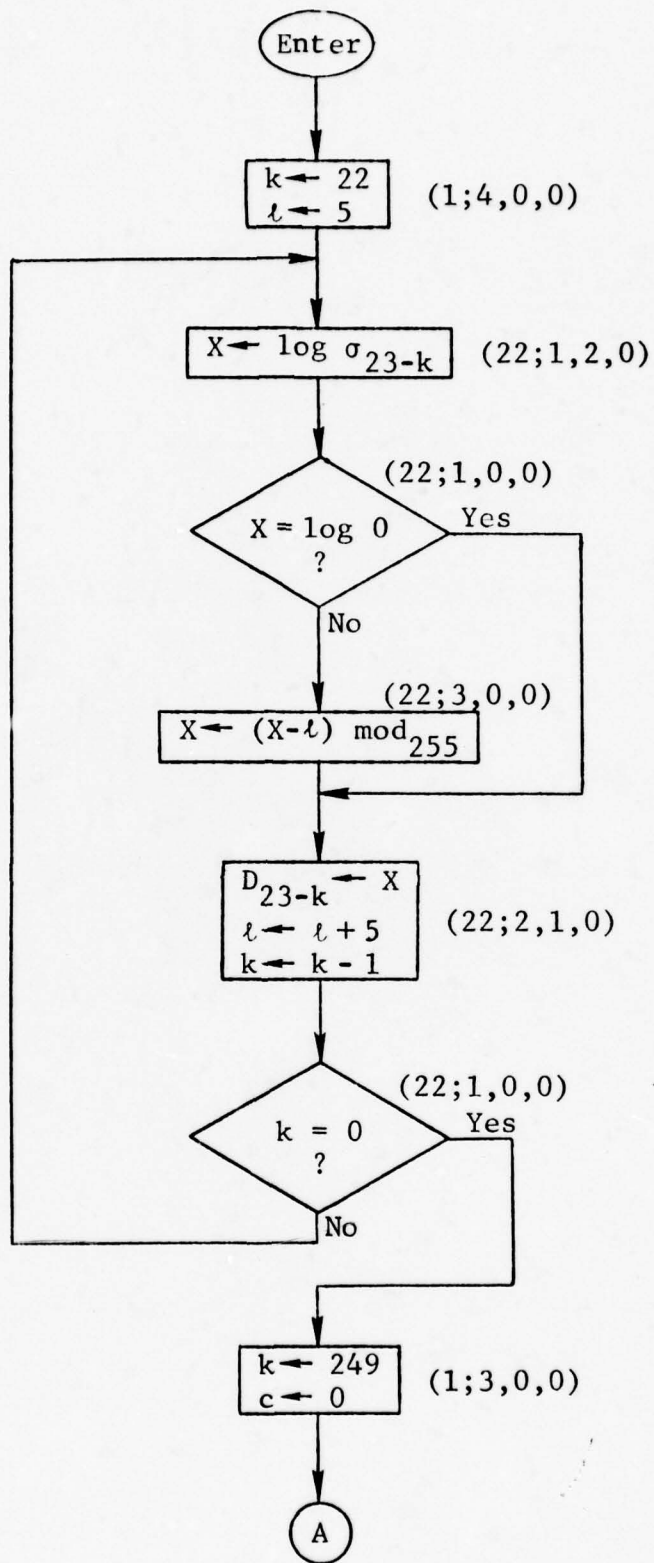 Enter
k ← 22
ℓ ← 5
(1;4,0,0)
X ← log σ₂₃₋ₖ
(22;1,2,0)
(22;1,0,0)
X = log 0
?
Yes
No
(22;3,0,0)
X ← (X-ℓ) mod₂₅₅
D₂₃₋ₖ ← X
ℓ ← ℓ + 5
k ← k - 1
(22;2,1,0)
(22;1,0,0)
k = 0
?
Yes
No
k ← 249
c ← 0
(1;3,0,0)
A